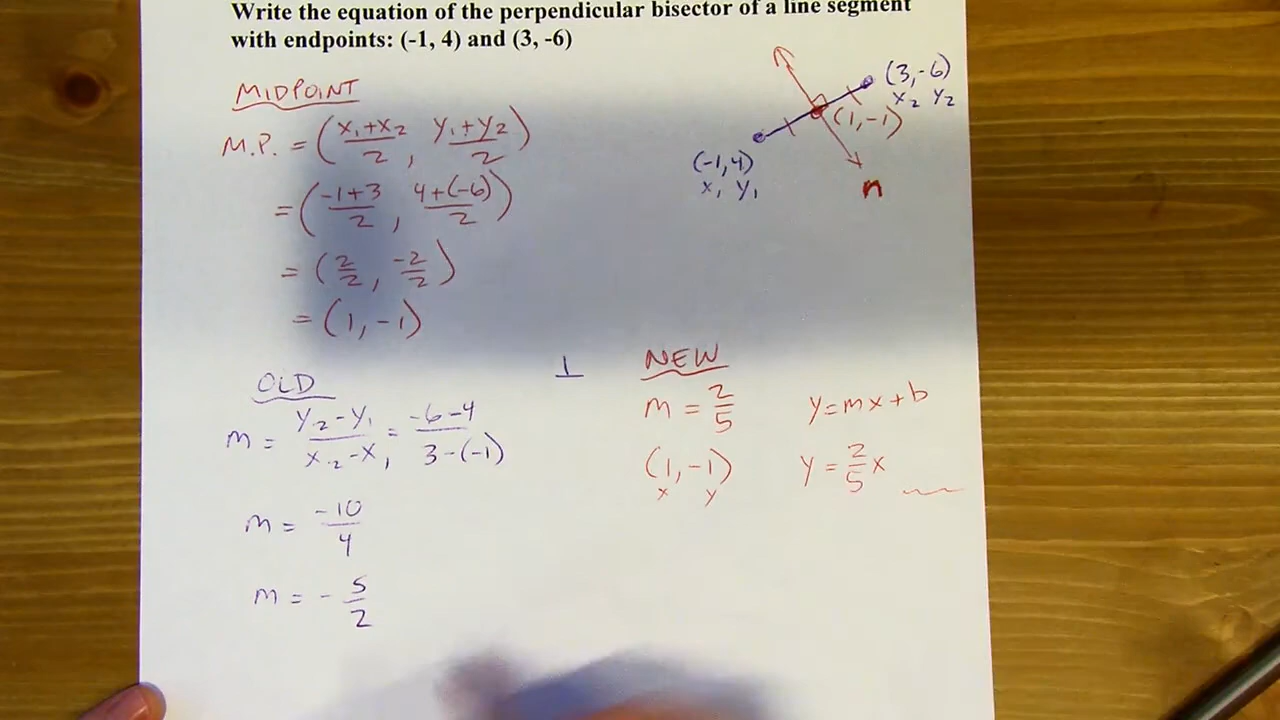 Write the equation of the perpendicular bisector of a line segment
with endpoints: (-1, 4) and (3, -6)
MIDPOINT
M.P. = (x₁+x₂/2, y₁+y₂/2)
= (-1+3/2, 4+(-6)/2)
= (2/2, -2/2)
= (1, -1)
(3, -6)
x₂ y₂
(1, -1)
(-1, 4)
x₁ y₁
n
OLD
m = y₂-y₁/x₂-x₁ = -6-4/3-(-1)
m = -10/4
m = -5/2
⊥
NEW
m = 2/5
(1, -1)
x y
y=mx+b
y = 2/5 x